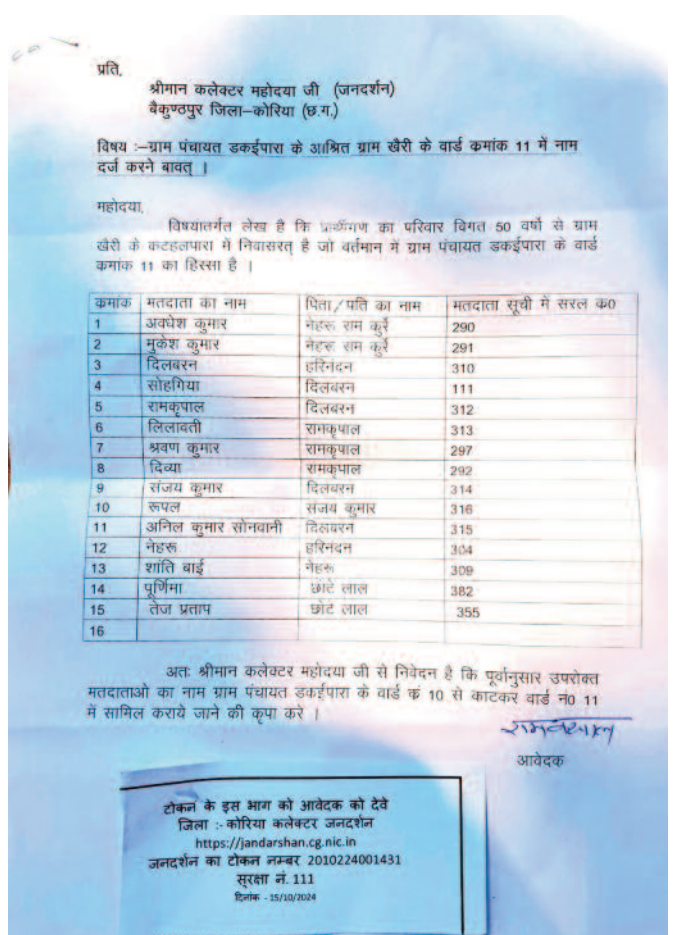 प्रति,
श्रीमान कलेक्टर महोदया जी (जनदर्शन)
बैकुण्ठपुर जिला–कोरिया (छ.ग.)
विषय :–ग्राम पंचायत डकईपारा के आश्रित ग्राम खैरी के वार्ड कमांक 11 में नाम
दर्ज करने बावत् ।
महोदया,
विषयातर्गत लेख है कि प्रार्थीगण का परिवार विगत 50 वर्षो से ग्राम
खैरी के कटहलपारा में निवासरत् है जो वर्तमान में ग्राम पंचायत डकईपारा के वार्ड
कमांक 11 का हिस्सा है ।
कमांक मतदाता का नाम पिता/पति का नाम मतदाता सूची में सरल क0
1 अवधेश कुमार नेहरू राम कुर्रे 290
2 मुकेश कुमार नेहरू राम कुर्रे 291
3 दिलबरन हरिनंदन 310
4 सोहगिया दिलबरन 111
5 रामकृपाल दिलबरन 312
6 लिलावती रामकृपाल 313
7 श्रवण कुमार रामकृपाल 297
8 दिव्या रामकृपाल 292
9 संजय कुमार दिलबरन 314
10 रूपल संजय कुमार 316
11 अनिल कुमार सोनवानी दिलबरन 315
12 नेहरू हरिनंदन 304
13 शांति बाई नेहरू 309
14 पूर्णिमा छोटे लाल 382
15 तेज प्रताप छोटे लाल 355
16
अतः श्रीमान कलेक्टर महोदया जी से निवेदन है कि पूर्वानुसार उपरोक्त
मतदाताओ का नाम ग्राम पंचायत डकईपारा के वार्ड कं 10 से काटकर वार्ड नं0 11
में सामिल कराये जाने की कृपा करे ।
आवेदक
टोकन के इस भाग को आवेदक को देवे
जिला :- कोरिया कलेक्टर जनदर्शन
https://jandarshan.cg.nic.in
जनदर्शन का टोकन नम्बर 2010224001431
सुरक्षा नं. 111
दिनांक - 15/10/2024